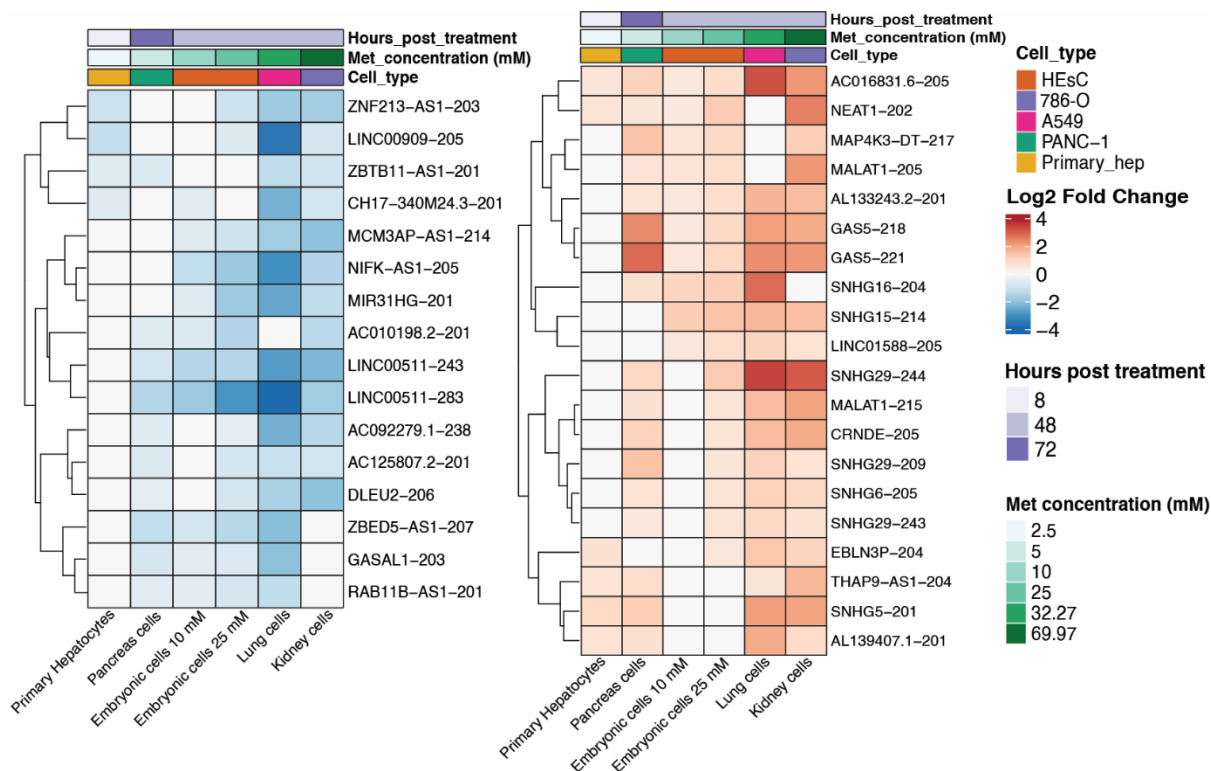 Hours_post_treatment
Met_concentration (mM)
Cell_type
ZNF213-AS1-203
LINC00909-205
ZBTB11-AS1-201
CH17-340M24.3-201
MCM3AP-AS1-214
NIFK-AS1-205
MIR31HG-201
AC010198.2-201
LINC00511-243
LINC00511-283
AC092279.1-238
AC125807.2-201
DLEU2-206
ZBED5-AS1-207
GASAL1-203
RAB11B-AS1-201
Primary Hepatocytes
Pancreas cells
Embryonic cells 10 mM
Embryonic cells 25 mM
Lung cells
Kidney cells
Hours_post_treatment
Met_concentration (mM)
Cell_type
AC016831.6-205
NEAT1-202
MAP4K3-DT-217
MALAT1-205
AL133243.2-201
GAS5-218
GAS5-221
SNHG16-204
SNHG15-214
LINC01588-205
SNHG29-244
MALAT1-215
CRNDE-205
SNHG29-209
SNHG6-205
SNHG29-243
EBLN3P-204
THAP9-AS1-204
SNHG5-201
AL139407.1-201
Primary Hepatocytes
Pancreas cells
Embryonic cells 10 mM
Embryonic cells 25 mM
Lung cells
Kidney cells
Cell_type
HEsC
786-O
A549
PANC-1
Primary_hep
Log2 Fold Change
4
2
0
-2
-4
Hours post treatment
8
48
72
Met concentration (mM)
2.5
5
10
25
32.27
69.97